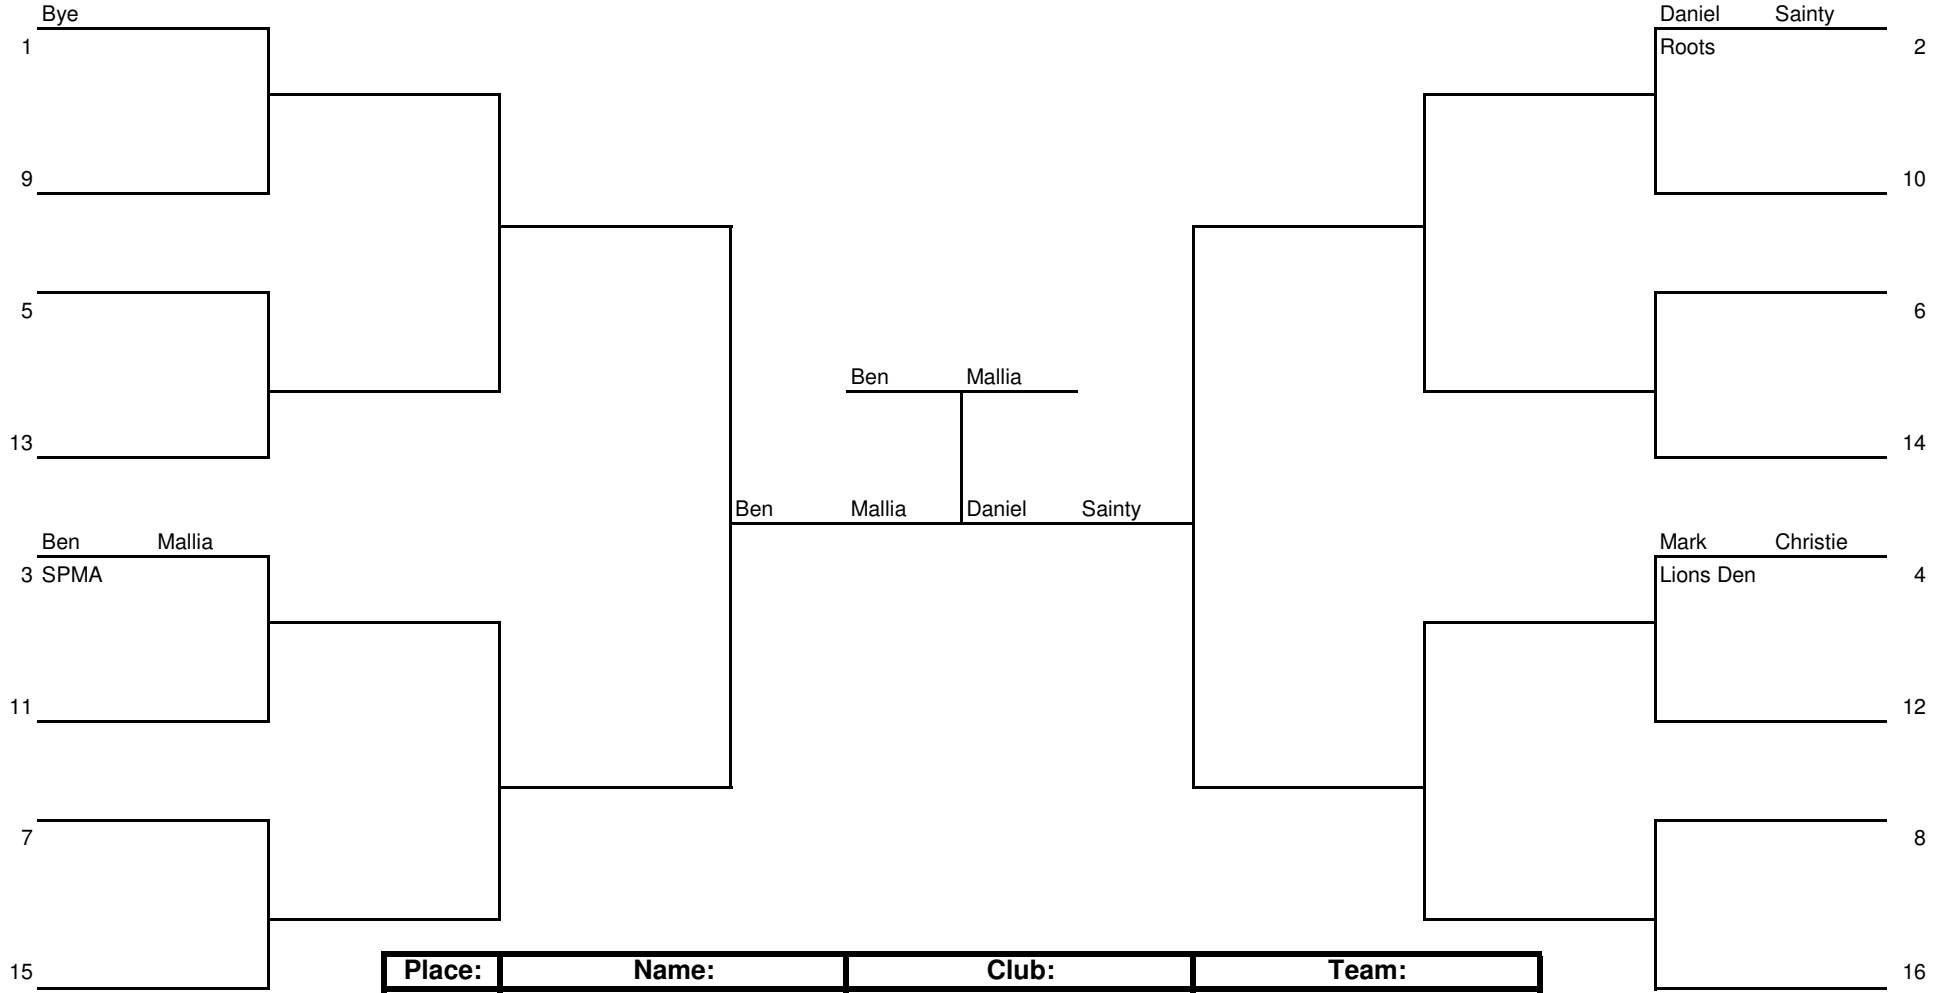 Bye
Daniel Sainty
1
Roots
2
9
10
5
6
Ben Mallia
13
14
Ben Mallia Daniel Sainty
Ben Mallia
Mark Christie
3 SPMA
Lions Den
4
11
12
7
8
Place: Name: Club: Team:
15
16